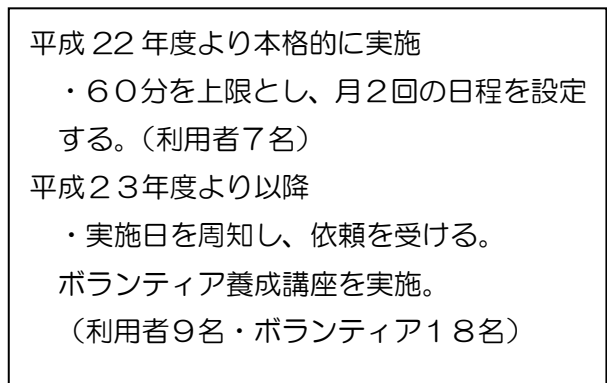 平成 22 年度より本格的に実施
・６０分を上限とし、月２回の日程を設定
する。（利用者７名）
平成２３年度より以降
・実施日を周知し、依頼を受ける。
ボランティア養成講座を実施。
（利用者９名・ボランティア１８名）